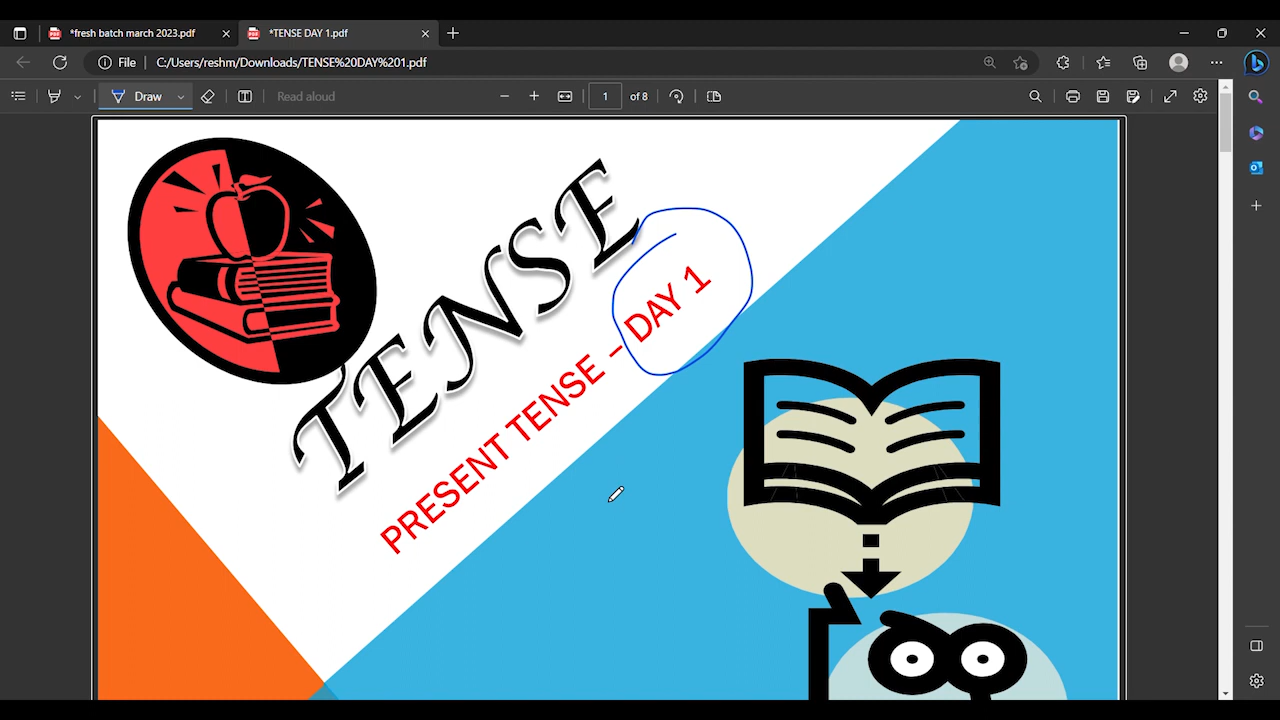 *fresh batch march 2023.pdf
*TENSE DAY 1.pdf
File
C:/Users/reshm/Downloads/TENSE%20DAY%201.pdf
Draw
Read aloud
1 of 8
TENSE
PRESENT TENSE – DAY 1